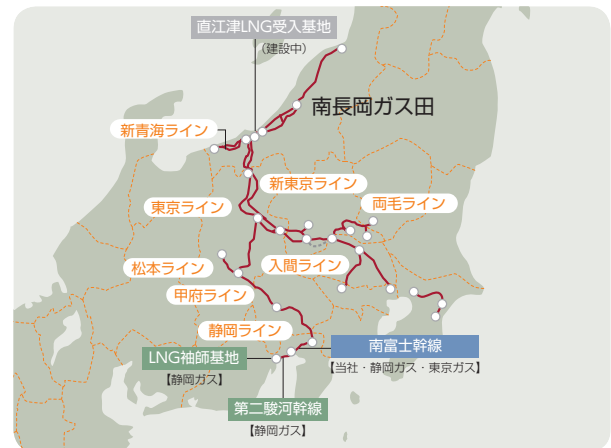 直江津LNG受入基地
（建設中）
南長岡ガス田
新青海ライン
新東京ライン
東京ライン
両毛ライン
松本ライン
入間ライン
甲府ライン
静岡ライン
南富士幹線
LNG袖師基地
【当社・静岡ガス・東京ガス】
【静岡ガス】
第二駿河幹線
【静岡ガス】